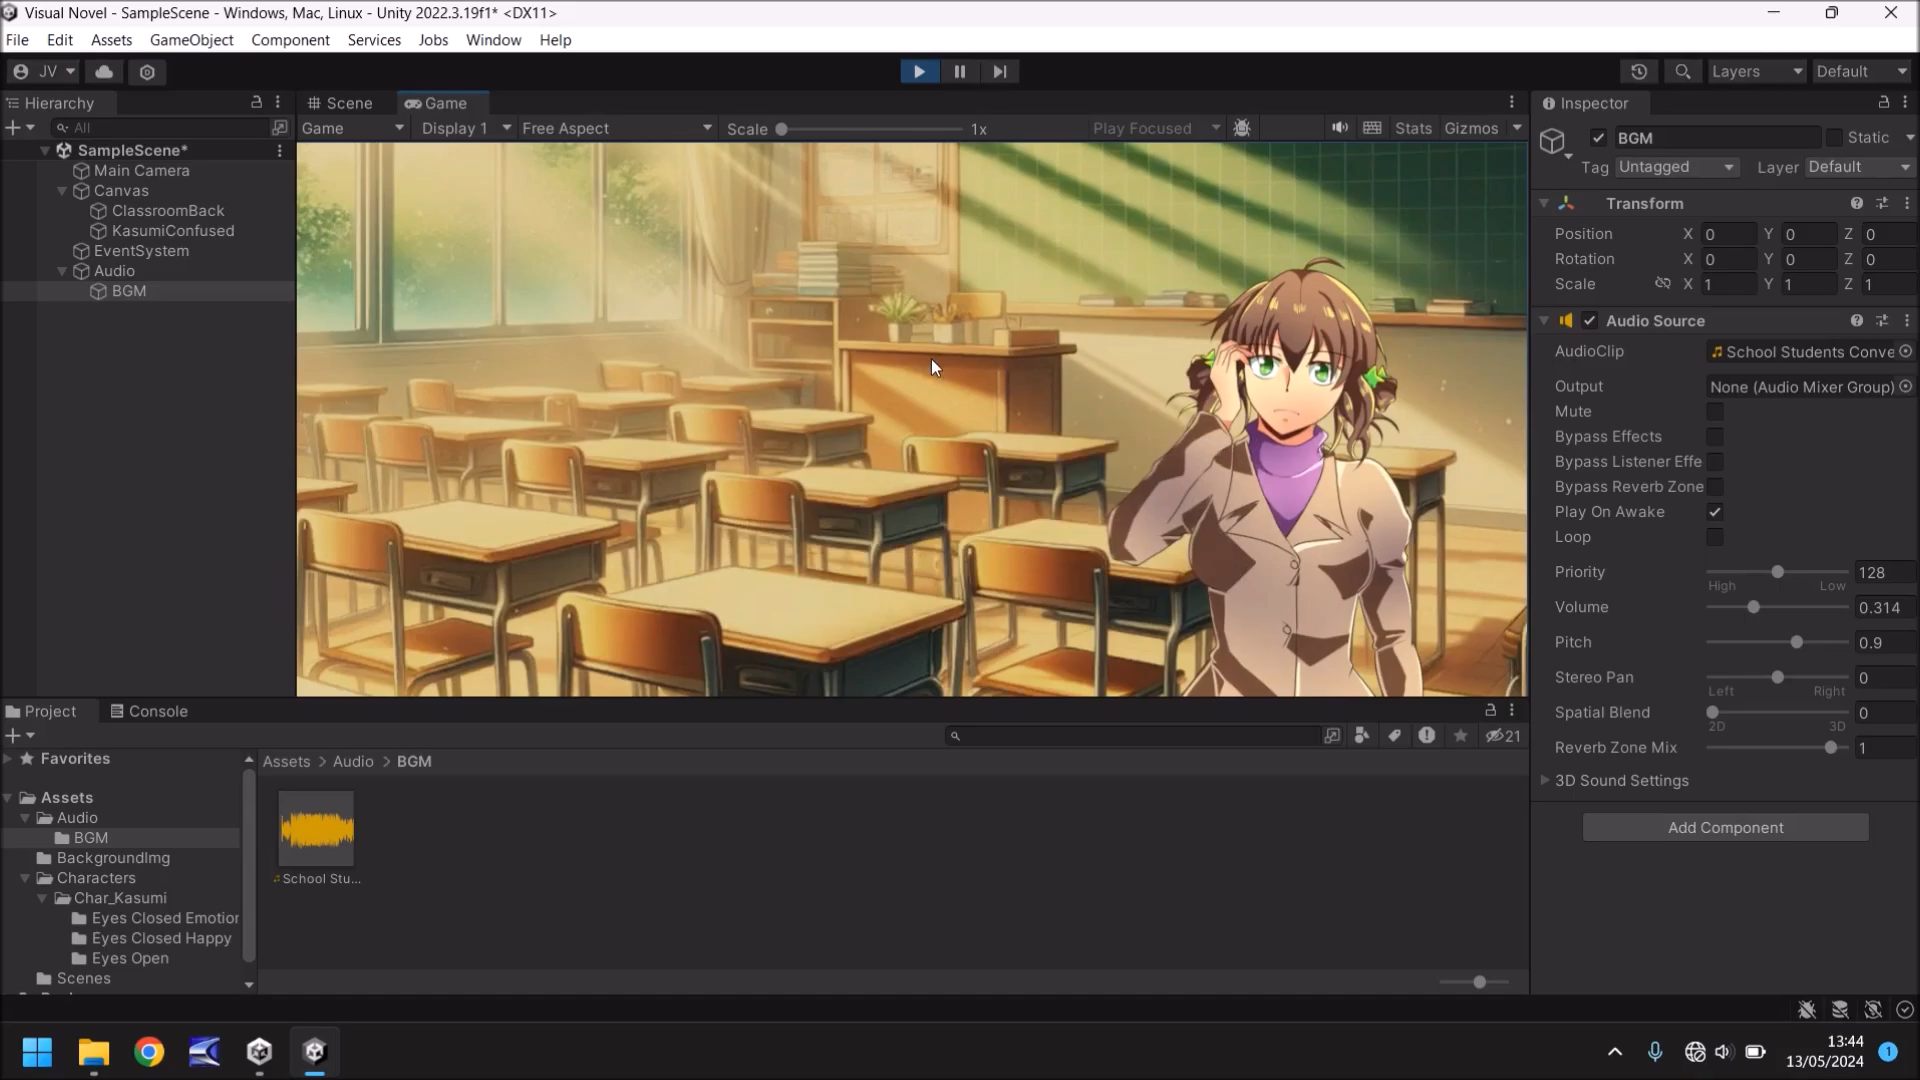 Visual Novel - SampleScene - Windows, Mac, Linux - Unity 2022.3.19f1* <DX11>
File Edit Assets GameObject Component Services Jobs Window Help
JV
Layers
Default
Hierarchy
All
SampleScene*
Main Camera
Canvas
ClassroomBack
KasumiConfused
EventSystem
Audio
BGM
Scene
Game
Game
Display 1
Free Aspect
Scale
1x
Play Focused
Stats
Gizmos
Inspector
BGM
Static
Tag
Untagged
Layer
Default
Transform
Position X 0 Y 0 Z 0
Rotation X 0 Y 0 Z 0
Scale X 1 Y 1 Z 1
Audio Source
AudioClip
School Students Conve
Output
None (Audio Mixer Group)
Mute
Bypass Effects
Bypass Listener Effe
Bypass Reverb Zone
Play On Awake
Loop
Priority
128
High Low
Volume
0.314
Pitch
0.9
Stereo Pan
0
Left Right
Spatial Blend
0
2D 3D
Reverb Zone Mix
1
3D Sound Settings
Add Component
Project
Console
21
Favorites
Assets
Audio
BGM
BackgroundImg
Characters
Char_Kasumi
Eyes Closed Emotion
Eyes Closed Happy
Eyes Open
Scenes
Assets > Audio > BGM
School Stu...
13:44
13/05/2024
1